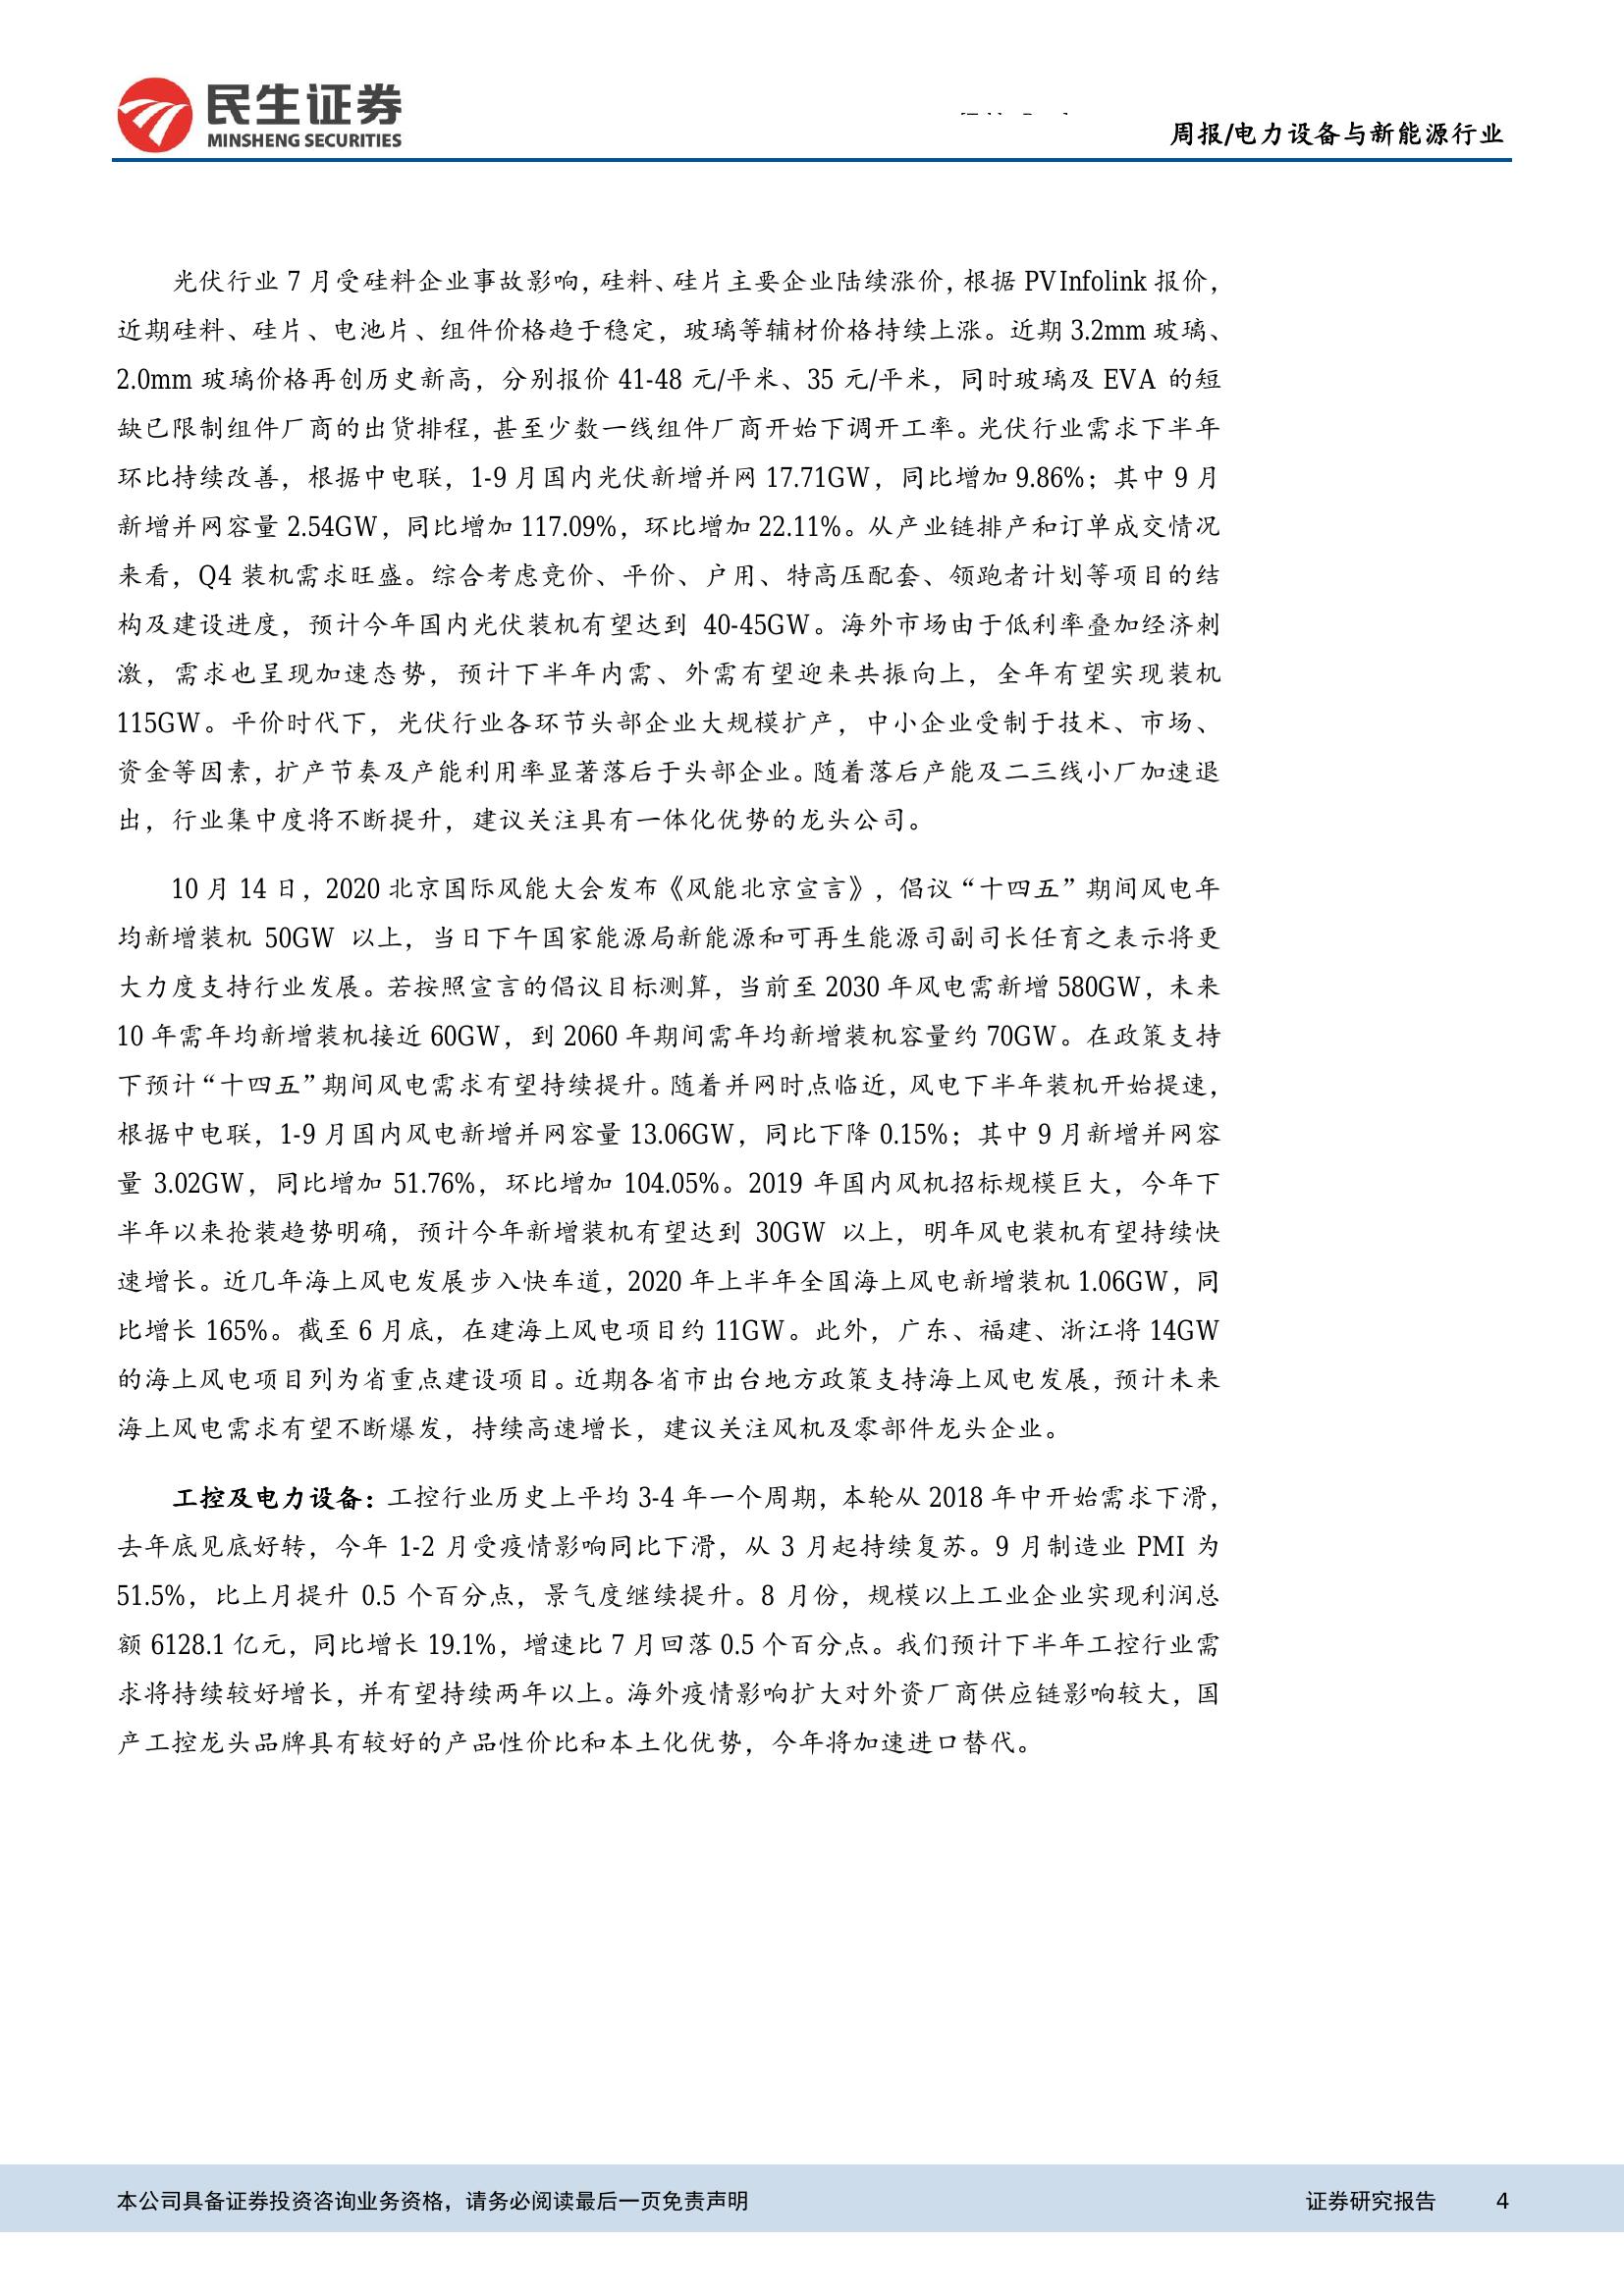 民生证券
MINSHENG SECURITIES
周报/电力设备与新能源行业
光伏行业 7 月受硅料企业事故影响，硅料、硅片主要企业陆续涨价，根据 PVInfolink 报价，
近期硅料、硅片、电池片、组件价格趋于稳定，玻璃等辅材价格持续上涨。近期 3.2mm 玻璃、
2.0mm 玻璃价格再创历史新高，分别报价 41-48 元/平米、35 元/平米，同时玻璃及 EVA 的短
缺已限制组件厂商的出货排程，甚至少数一线组件厂商开始下调开工率。光伏行业需求下半年
环比持续改善，根据中电联，1-9 月国内光伏新增并网 17.71GW，同比增加 9.86%；其中 9 月
新增并网容量 2.54GW，同比增加 117.09%，环比增加 22.11%。从产业链排产和订单成交情况
来看，Q4 装机需求旺盛。综合考虑竞价、平价、户用、特高压配套、领跑者计划等项目的结
构及建设进度，预计今年国内光伏装机有望达到 40-45GW。海外市场由于低利率叠加经济刺
激，需求也呈现加速态势，预计下半年内需、外需有望迎来共振向上，全年有望实现装机
115GW。平价时代下，光伏行业各环节头部企业大规模扩产，中小企业受制于技术、市场、
资金等因素，扩产节奏及产能利用率显著落后于头部企业。随着落后产能及二三线小厂加速退
出，行业集中度将不断提升，建议关注具有一体化优势的龙头公司。
10 月 14 日，2020 北京国际风能大会发布《风能北京宣言》，倡议“十四五”期间风电年
均新增装机 50GW 以上，当日下午国家能源局新能源和可再生能源司副司长任育之表示将更
大力度支持行业发展。若按照宣言的倡议目标测算，当前至 2030 年风电需新增 580GW，未来
10 年需年均新增装机接近 60GW，到 2060 年期间需年均新增装机容量约 70GW。在政策支持
下预计“十四五”期间风电需求有望持续提升。随着并网时点临近，风电下半年装机开始提速，
根据中电联，1-9 月国内风电新增并网容量 13.06GW，同比下降 0.15%；其中 9 月新增并网容
量 3.02GW，同比增加 51.76%，环比增加 104.05%。2019 年国内风机招标规模巨大，今年下
半年以来抢装趋势明确，预计今年新增装机有望达到 30GW 以上，明年风电装机有望持续快
速增长。近几年海上风电发展步入快车道，2020 年上半年全国海上风电新增装机 1.06GW，同
比增长 165%。截至 6 月底，在建海上风电项目约 11GW。此外，广东、福建、浙江将 14GW
的海上风电项目列为省重点建设项目。近期各省市出台地方政策支持海上风电发展，预计未来
海上风电需求有望不断爆发，持续高速增长，建议关注风机及零部件龙头企业。
工控及电力设备：工控行业历史上平均 3-4 年一个周期，本轮从 2018 年中开始需求下滑，
去年底见底好转，今年 1-2 月受疫情影响同比下滑，从 3 月起持续复苏。9 月制造业 PMI 为
51.5%，比上月提升 0.5 个百分点，景气度继续提升。8 月份，规模以上工业企业实现利润总
额 6128.1 亿元，同比增长 19.1%，增速比 7 月回落 0.5 个百分点。我们预计下半年工控行业需
求将持续较好增长，并有望持续两年以上。海外疫情影响扩大对外资厂商供应链影响较大，国
产工控龙头品牌具有较好的产品性价比和本土化优势，今年将加速进口替代。
本公司具备证券投资咨询业务资格，请务必阅读最后一页免责声明
证券研究报告 4